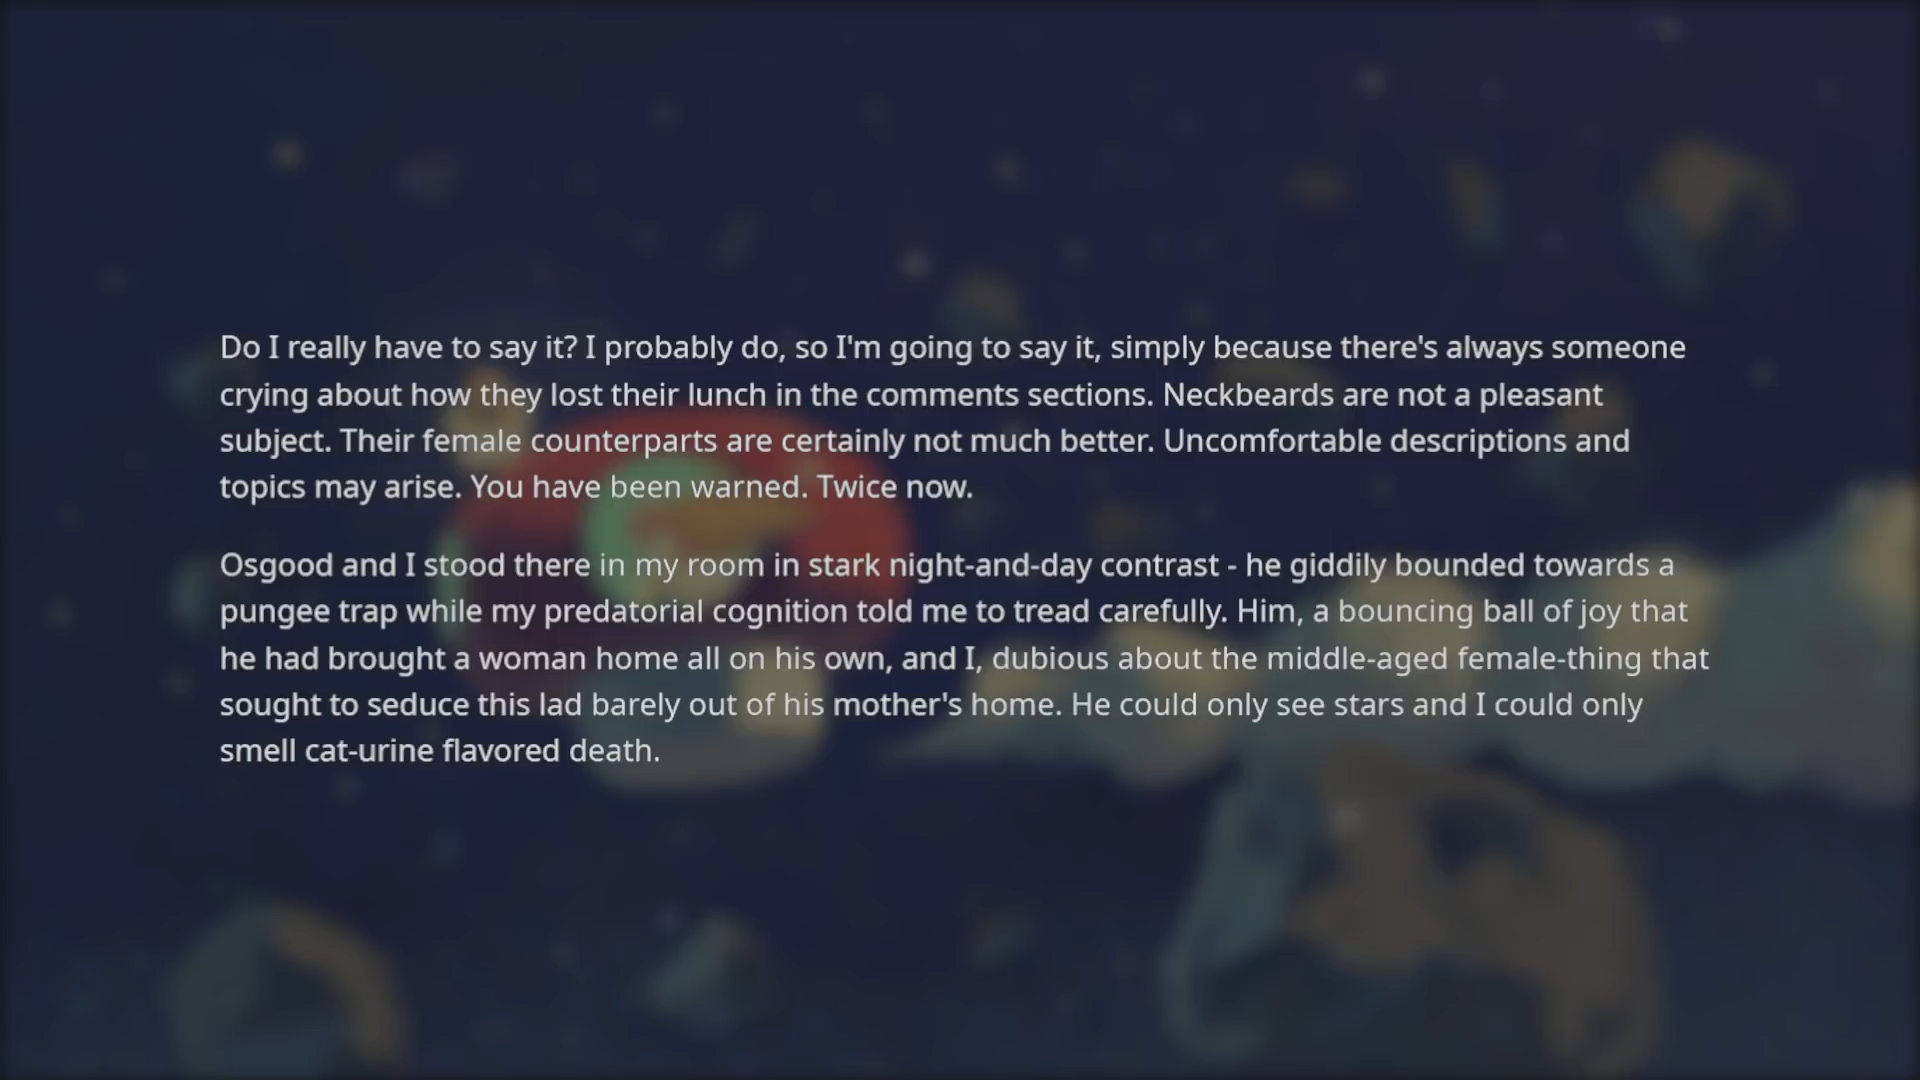 Do I really have to say it? I probably do, so I'm going to say it, simply because there's always someone
crying about how they lost their lunch in the comments sections. Neckbeards are not a pleasant
subject. Their female counterparts are certainly not much better. Uncomfortable descriptions and
topics may arise. You have been warned. Twice now.
Osgood and I stood there in my room in stark night-and-day contrast - he giddily bounded towards a
pungee trap while my predatorial cognition told me to tread carefully. Him, a bouncing ball of joy that
he had brought a woman home all on his own, and I, dubious about the middle-aged female-thing that
sought to seduce this lad barely out of his mother's home. He could only see stars and I could only
smell cat-urine flavored death.